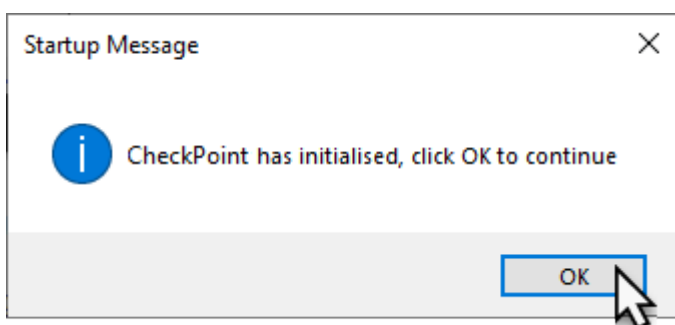 Startup Message
CheckPoint has initialised, click OK to continue
OK